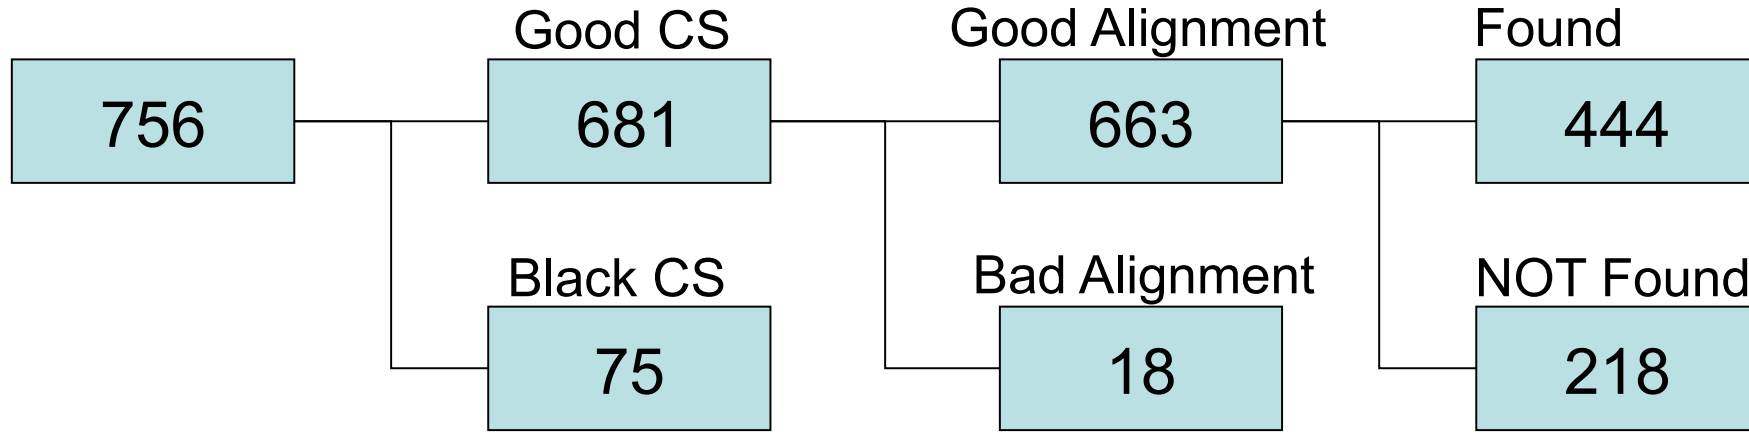 Good CS
Good Alignment
Found
756
681
663
444
Black CS
Bad Alignment
NOT Found
75
18
218